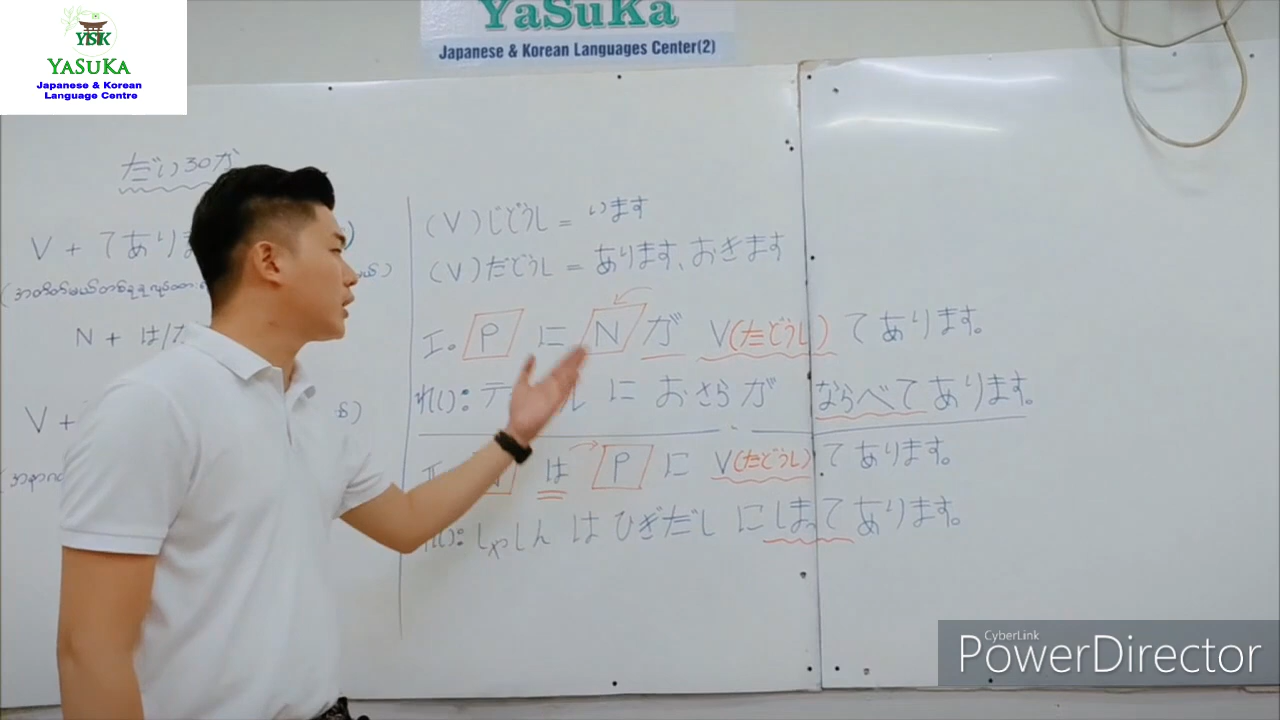 YSK
YASUKA
Japanese & Korean
Language Centre
YaSuKa
Japanese & Korean Languages Center(2)
だい30か
V + てありま
N + は/
V +
(V) じどうし = います
(V) だどうし = あります、おきます
I. P に N が V(たどうし) てあります。
れい: テ ル に おさらが ならべてあります。
II. N は P に V(たどうし) てあります。
れい: しゃしん は ひぎだし にしまってあります。
CyberLink
PowerDirector